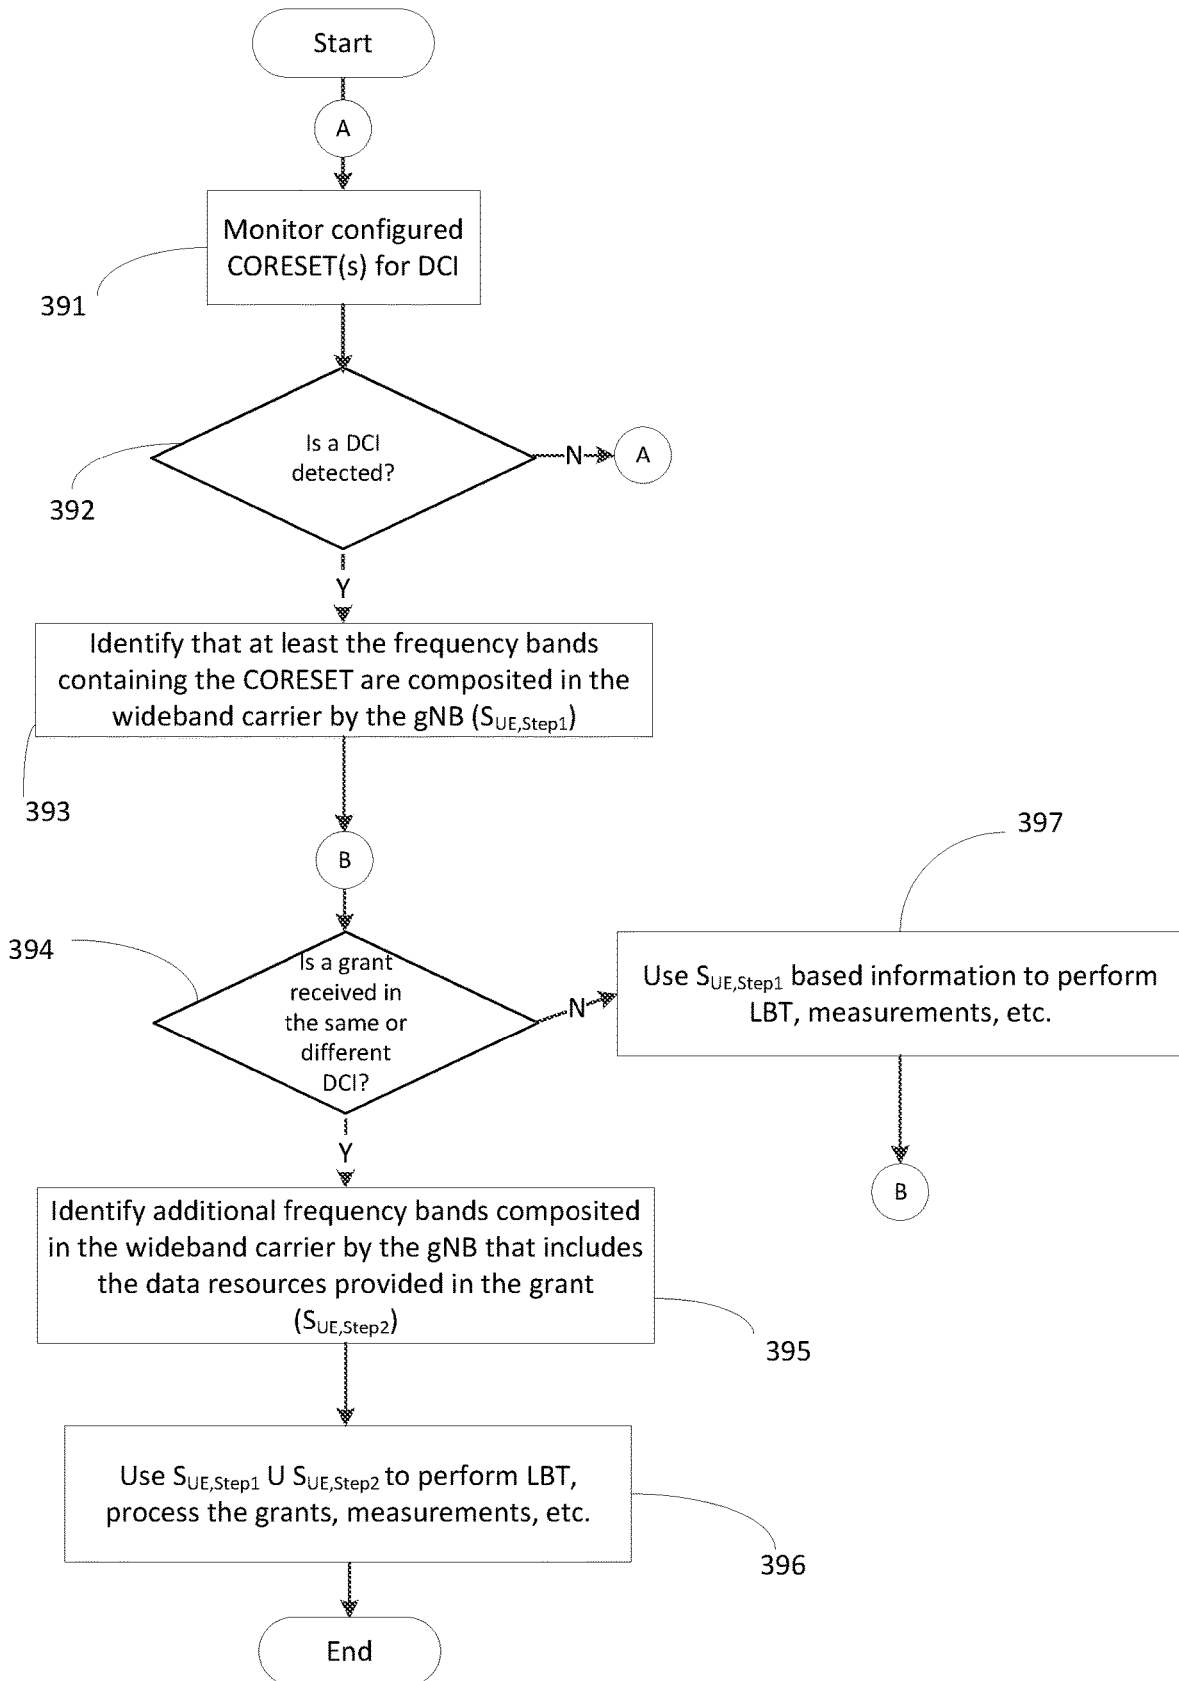 Start
A
Monitor configured
CORESET(s) for DCI
391
Is a DCI
detected?
N
A
392
Y
Identify that at least the frequency bands
containing the CORESET are composited in the
wideband carrier by the gNB (SUE,Step1)
393
B
397
394
Is a grant
received in
the same or
different
DCI?
N
Use SUE,Step1 based information to perform
LBT, measurements, etc.
Y
B
Identify additional frequency bands composited
in the wideband carrier by the gNB that includes
the data resources provided in the grant
(SUE,Step2)
395
Use SUE,Step1 U SUE,Step2 to perform LBT,
process the grants, measurements, etc.
396
End